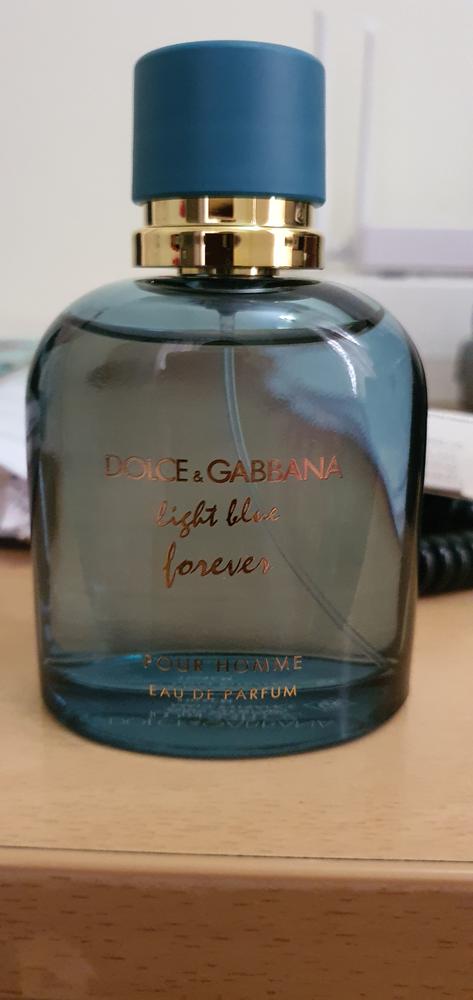 DOLCE & GABBANA
light blue
forever
POUR HOMME
EAU DE PARFUM